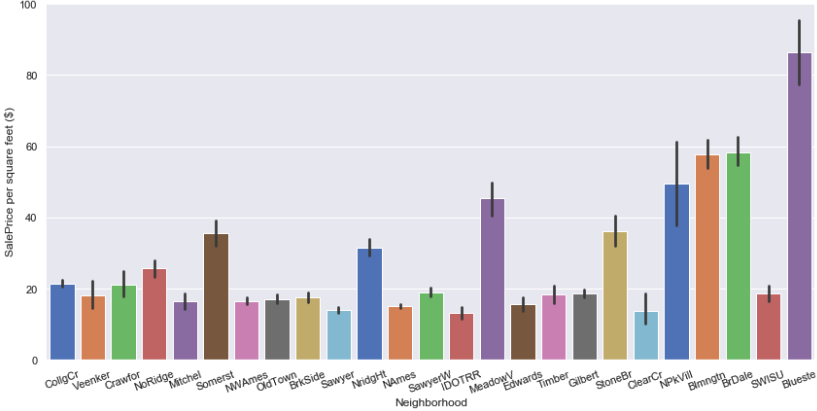 100
80
60
40
20
0
SalePrice per square feet ($)
CollgCr Veenker Crawfor NoRidge Mitchel Somerst NWAmes OldTown BrkSide Sawyer NridgHt NAmes SawyerW IDOTRR MeadowV Edwards Timber Gilbert StoneBr ClearCr NPkVill Blmngtn BrDale SWISU Blueste
Neighborhood